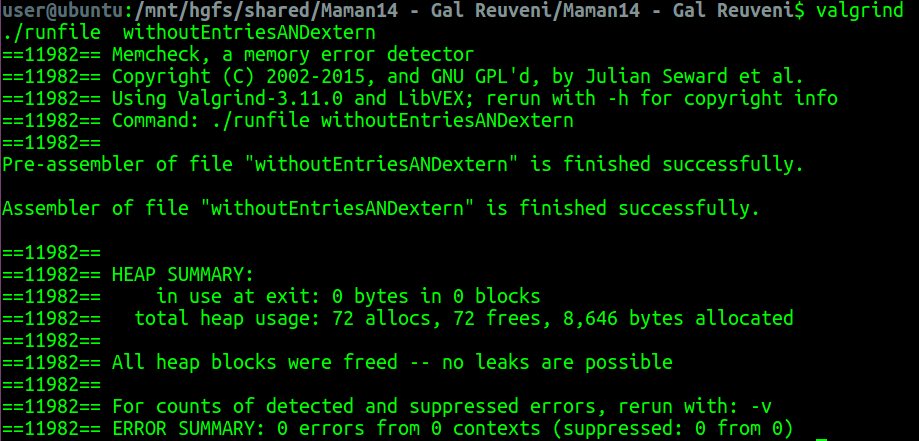 user@ubuntu:/mnt/hgfs/shared/Maman14 - Gal Reuveni/Maman14 - Gal Reuveni$ valgrind
./runfile  withoutEntriesANDextern
==11982== Memcheck, a memory error detector
==11982== Copyright (C) 2002-2015, and GNU GPL'd, by Julian Seward et al.
==11982== Using Valgrind-3.11.0 and LibVEX; rerun with -h for copyright info
==11982== Command: ./runfile withoutEntriesANDextern
==11982==
Pre-assembler of file "withoutEntriesANDextern" is finished successfully.

Assembler of file "withoutEntriesANDextern" is finished successfully.

==11982==
==11982== HEAP SUMMARY:
==11982==     in use at exit: 0 bytes in 0 blocks
==11982==   total heap usage: 72 allocs, 72 frees, 8,646 bytes allocated
==11982==
==11982== All heap blocks were freed -- no leaks are possible
==11982==
==11982== For counts of detected and suppressed errors, rerun with: -v
==11982== ERROR SUMMARY: 0 errors from 0 contexts (suppressed: 0 from 0)